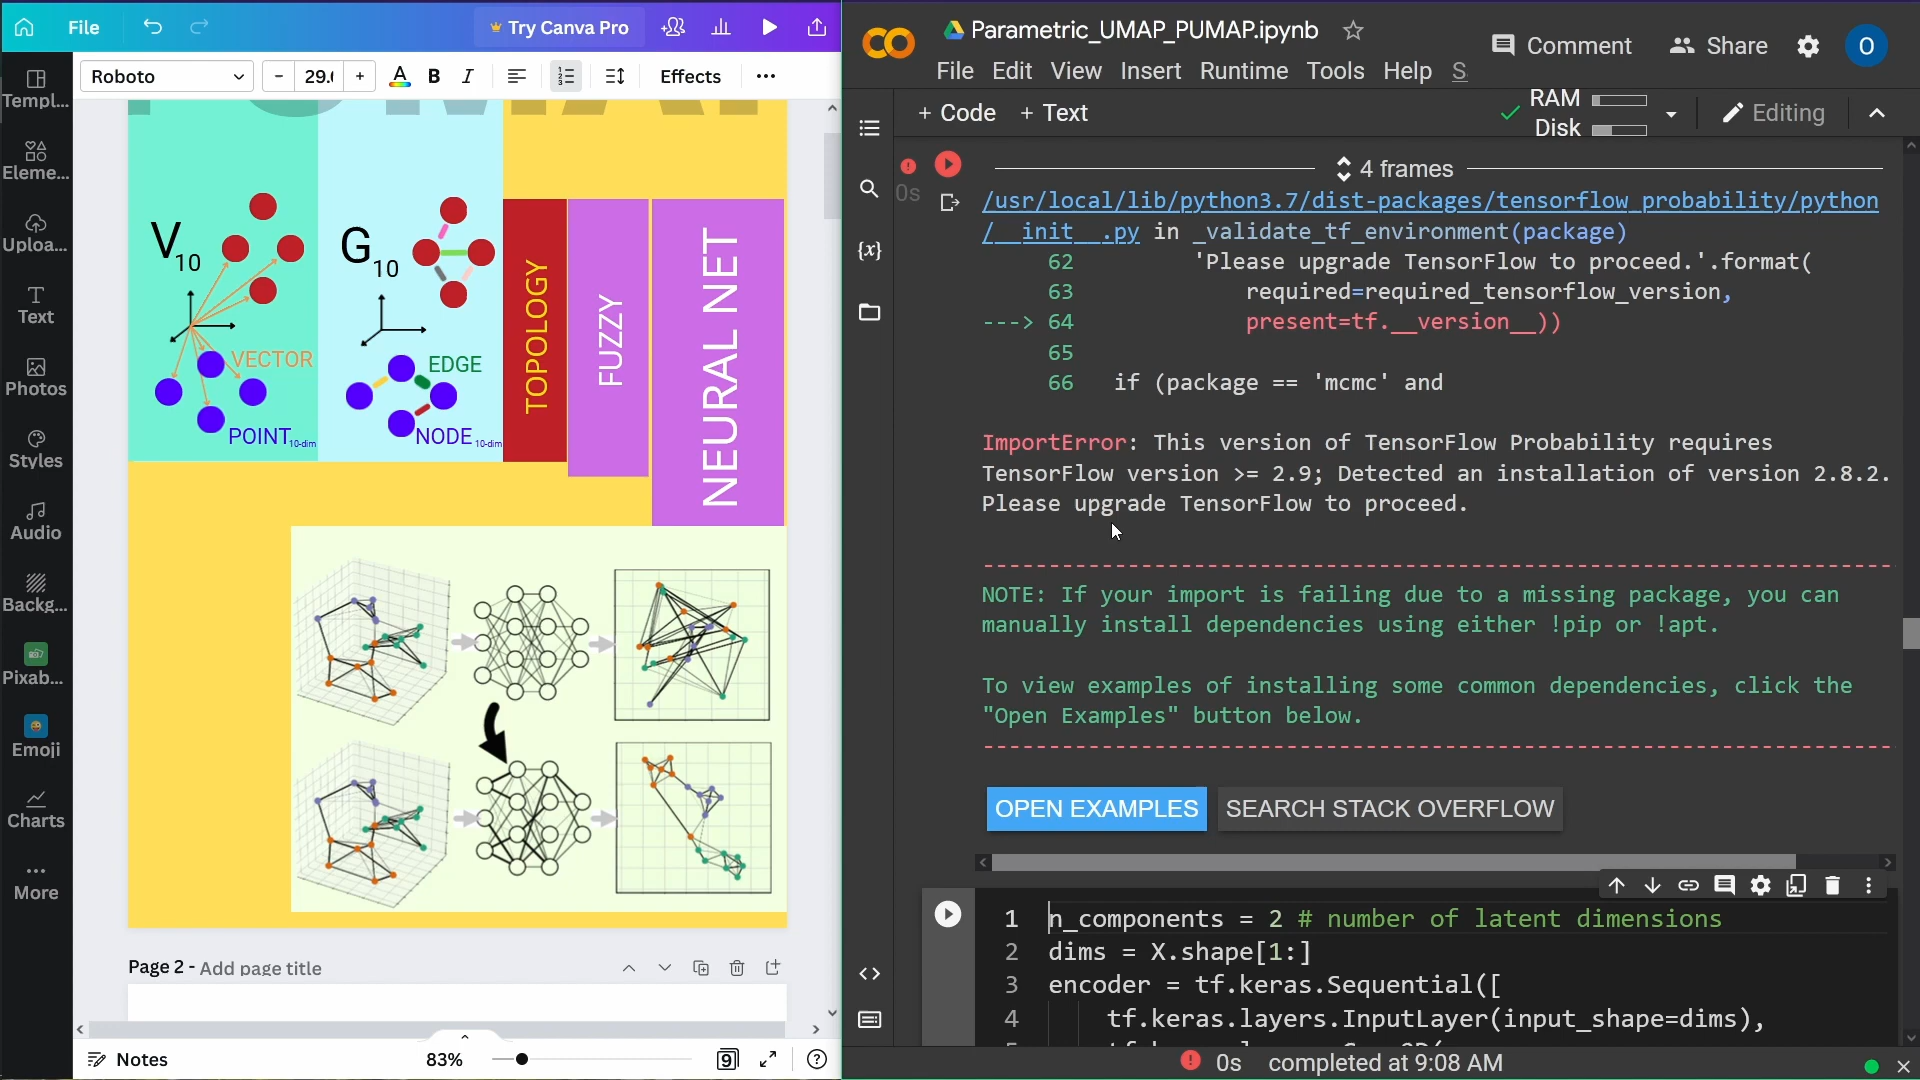 File
Try Canva Pro
Roboto
- 29.( +
A B I
Effects
Templ...
Eleme...
Uploa...
Text
Photos
Styles
Audio
Backg...
Pixab...
Emoji
Charts
More
V10
VECTOR
POINT10-dim
G10
EDGE
NODE 10-dim
TOPOLOGY
FUZZY
NEURAL NET
Page 2 - Add page title
Notes
83%
9
?
Parametric_UMAP_PUMAP.ipynb
Comment
Share
O
File Edit View Insert Runtime Tools Help S
+ Code + Text
RAM
Disk
Editing
{x}
0s
4 frames
/usr/local/lib/python3.7/dist-packages/tensorflow_probability/python
/__init__.py in _validate_tf_environment(package)
62 'Please upgrade TensorFlow to proceed.'.format(
63 required=required_tensorflow_version,
---> 64 present=tf.__version__))
65
66 if (package == 'mcmc' and
ImportError: This version of TensorFlow Probability requires
TensorFlow version >= 2.9; Detected an installation of version 2.8.2.
Please upgrade TensorFlow to proceed.
NOTE: If your import is failing due to a missing package, you can
manually install dependencies using either !pip or !apt.
To view examples of installing some common dependencies, click the
"Open Examples" button below.
OPEN EXAMPLES
SEARCH STACK OVERFLOW
1 n_components = 2 # number of latent dimensions
2 dims = X.shape[1:]
3 encoder = tf.keras.Sequential([
4 tf.keras.layers.InputLayer(input_shape=dims),
0s completed at 9:08 AM